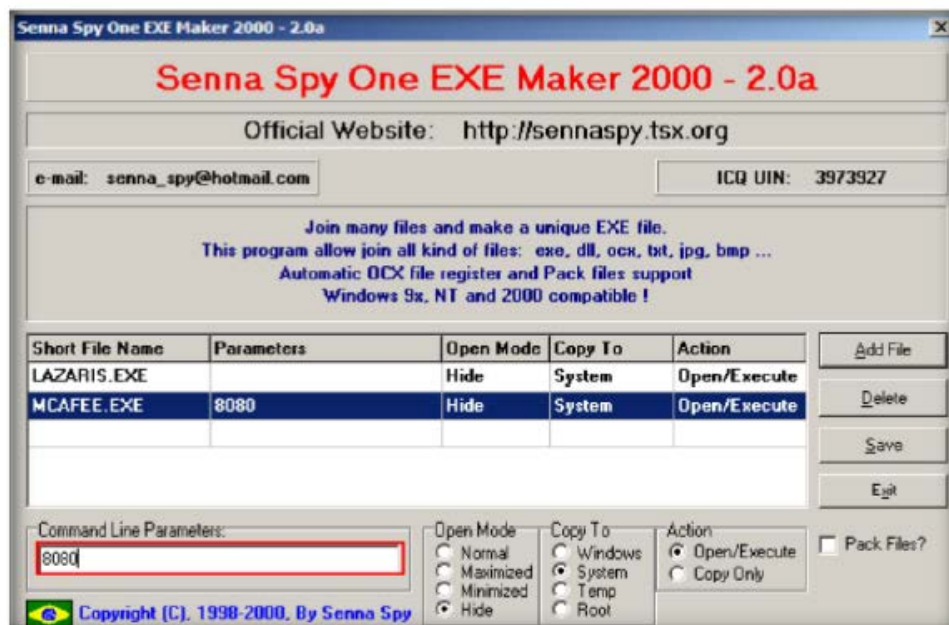 Senna Spy One EXE Maker 2000 - 2.0a
Senna Spy One EXE Maker 2000 - 2.0a
Official Website: http://sennaspy.tsx.org
e-mail: senna_spy@hotmail.com ICQ UIN: 3973927
Join many files and make a unique EXE file.
This program allow join all kind of files: exe, dll, ocx, txt, jpg, bmp ...
Automatic OCX file register and Pack files support
Windows 9x, NT and 2000 compatible !
Short File Name Parameters Open Mode Copy To Action
LAZARIS.EXE Hide System Open/Execute
MCAFEE.EXE 8080 Hide System Open/Execute
Add File
Delete
Save
Exit
Command Line Parameters:
8080
Open Mode
Normal
Maximized
Minimized
Hide
Copy To
Windows
System
Temp
Root
Action
Open/Execute
Copy Only
Pack Files?
Copyright (C), 1998-2000, By Senna Spy